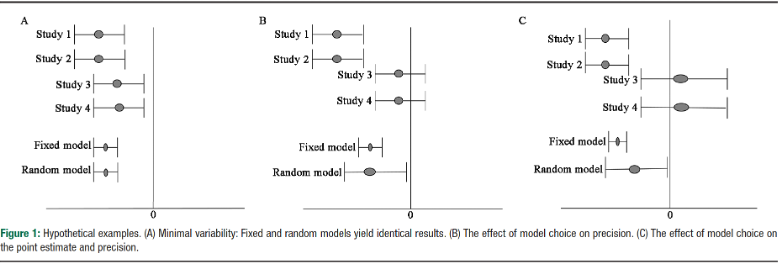 A
Study 1
Study 2
Study 3
Study 4
Fixed model
Random model
0
B
Study 1
Study 2
Study 3
Study 4
Fixed model
Random model
0
C
Study 1
Study 2
Study 3
Study 4
Fixed model
Random model
0
Figure 1: Hypothetical examples. (A) Minimal variability: Fixed and random models yield identical results. (B) The effect of model choice on precision. (C) The effect of model choice on
the point estimate and precision.